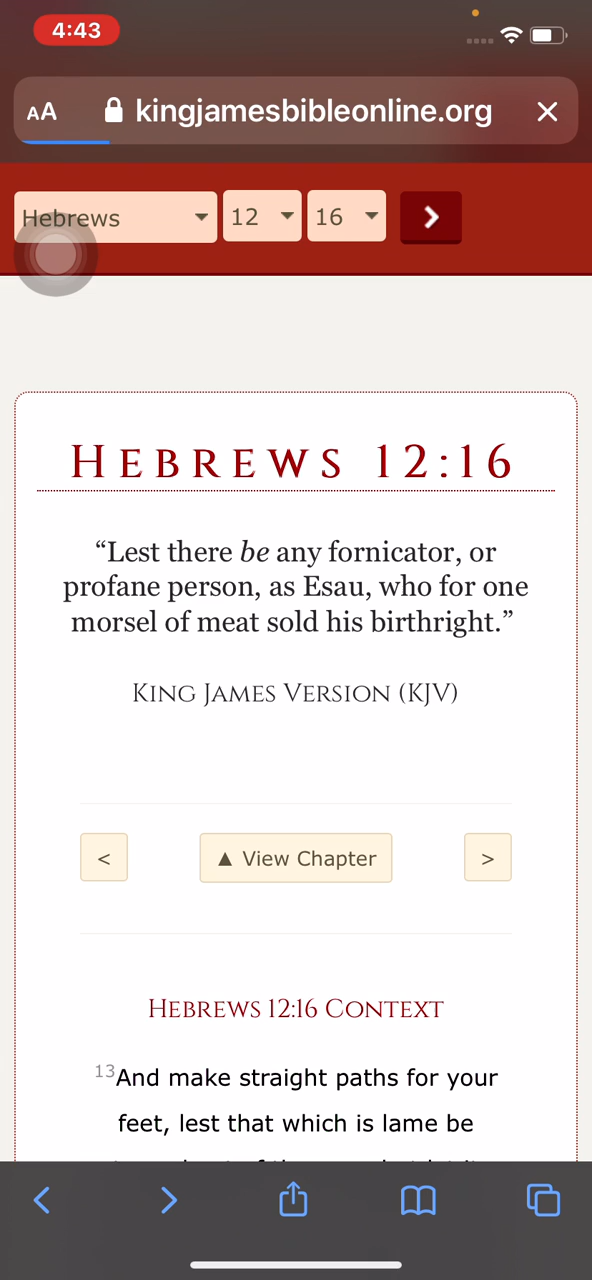 4:43
AA kingjamesbibleonline.org
Hebrews 12 16
HEBREWS 12:16
“Lest there be any fornicator, or
profane person, as Esau, who for one
morsel of meat sold his birthright.”
KING JAMES VERSION (KJV)
< ▲ View Chapter >
HEBREWS 12:16 CONTEXT
13And make straight paths for your
feet, lest that which is lame be